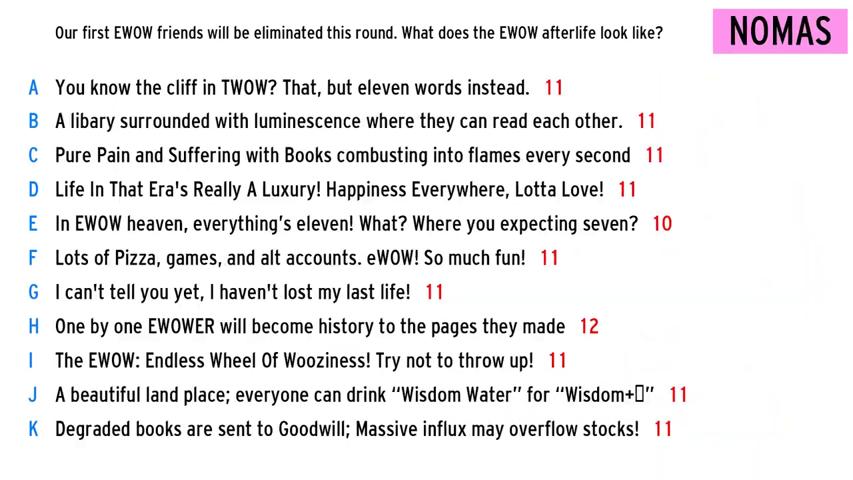 Our first EWOW friends will be eliminated this round. What does the EWOW afterlife look like?
NOMAS
A You know the cliff in TWOW? That, but eleven words instead. 11
B A libary surrounded with luminescence where they can read each other. 11
C Pure Pain and Suffering with Books combusting into flames every second 11
D Life In That Era's Really A Luxury! Happiness Everywhere, Lotta Love! 11
E In EWOW heaven, everything's eleven! What? Where you expecting seven? 10
F Lots of Pizza, games, and alt accounts. eWOW! So much fun! 11
G I can't tell you yet, I haven't lost my last life! 11
H One by one EWOWER will become history to the pages they made 12
I The EWOW: Endless Wheel Of Wooziness! Try not to throw up! 11
J A beautiful land place; everyone can drink “Wisdom Water” for “Wisdom+▯” 11
K Degraded books are sent to Goodwill; Massive influx may overflow stocks! 11